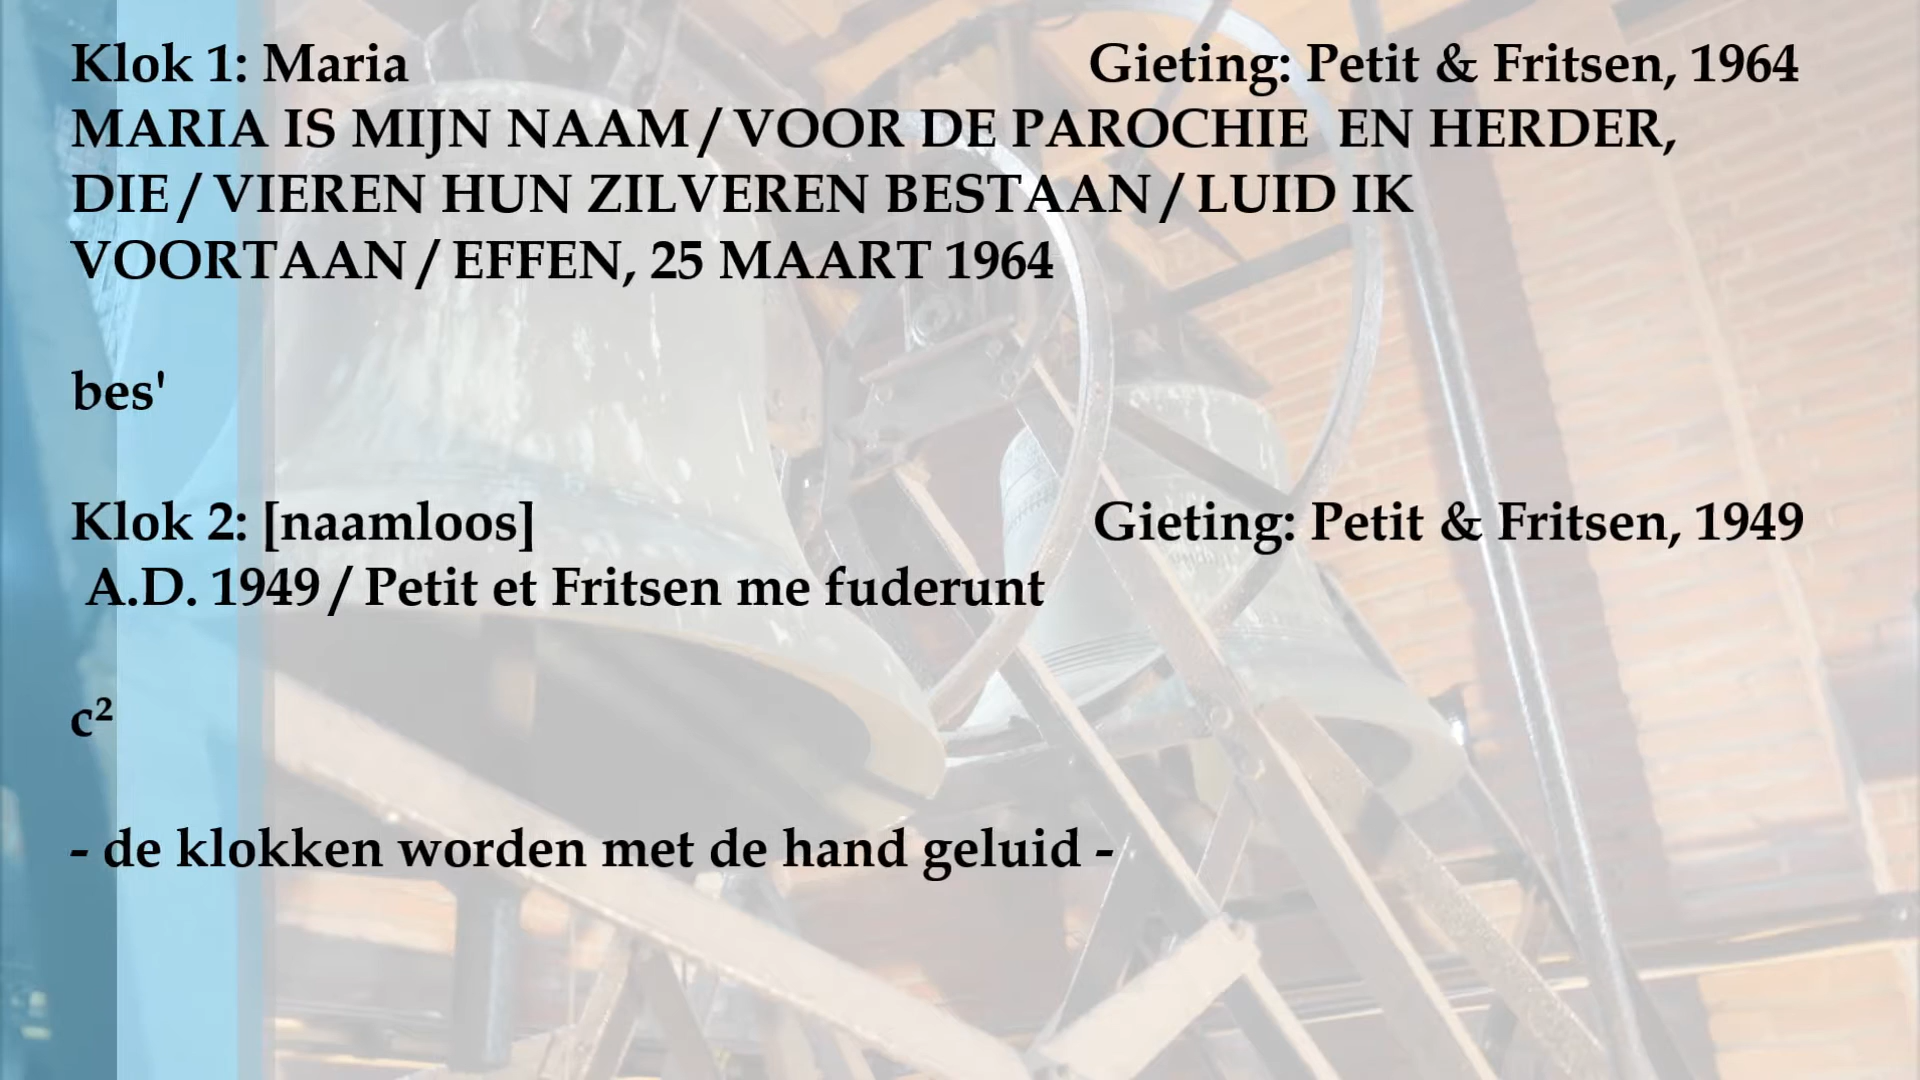 Klok 1: Maria Gieting: Petit & Fritsen, 1964
MARIA IS MIJN NAAM / VOOR DE PAROCHIE EN HERDER,
DIE / VIEREN HUN ZILVEREN BESTAAN / LUID IK
VOORTAAN / EFFEN, 25 MAART 1964
bes'
Klok 2: [naamloos] Gieting: Petit & Fritsen, 1949
A.D. 1949 / Petit et Fritsen me fuderunt
c²
- de klokken worden met de hand geluid -